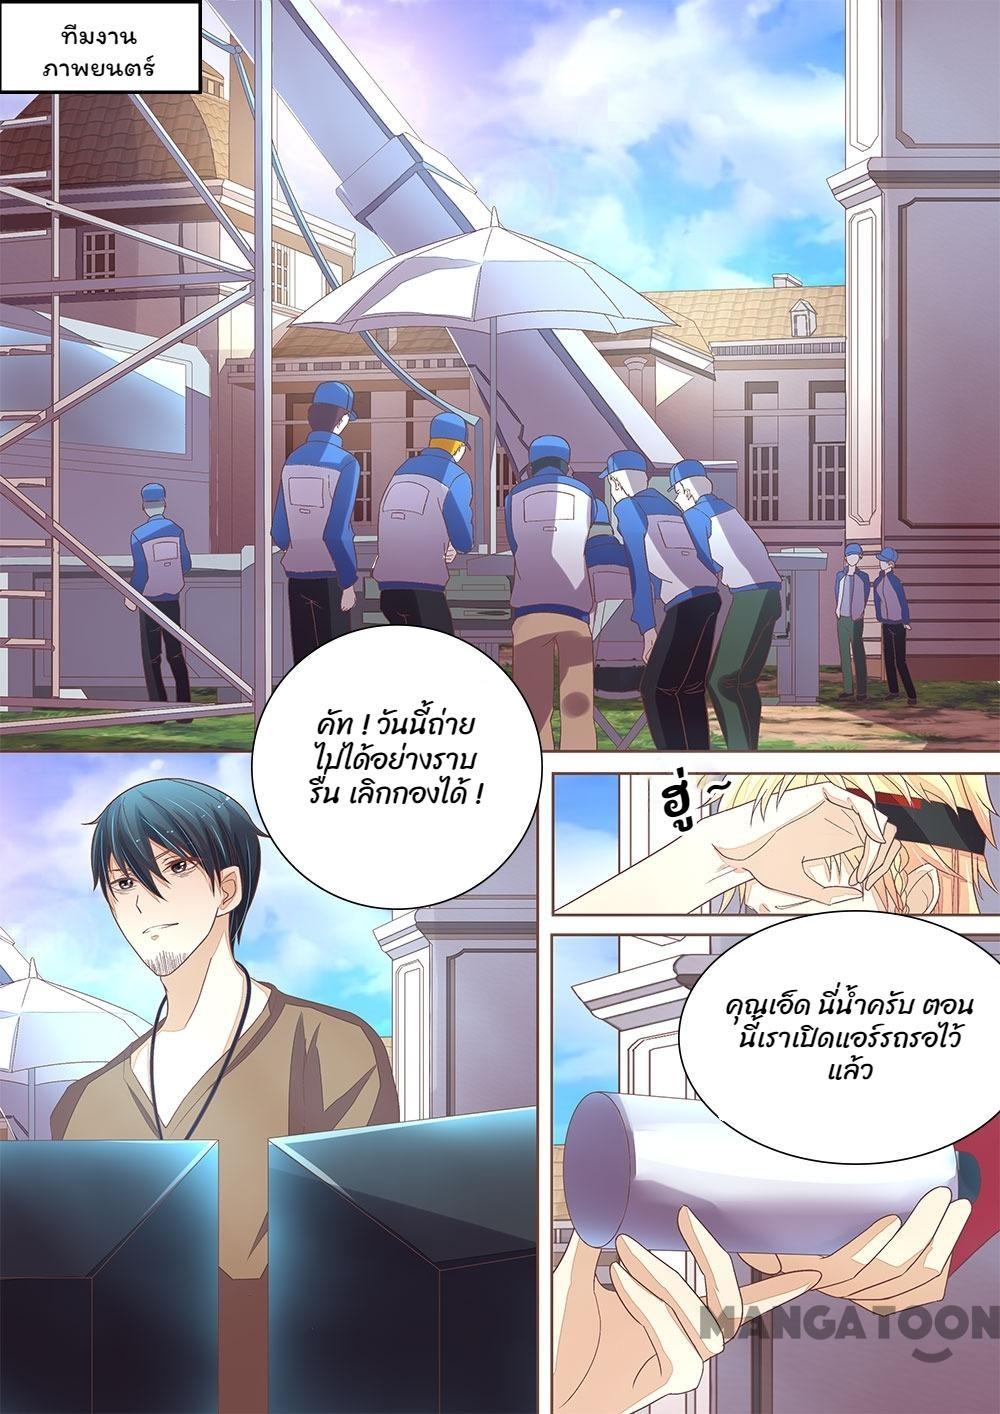 ทีมงาน
ภาพยนตร์
คัท ! วันนี้ถ่าย
ไปได้อย่างราบ
รื่น เลิกกองได้ !
ฮู่ ~
คุณเอ็ด นี่น้ำครับ ตอน
นี้เราเปิดแอร์รถรอไว้
แล้ว
MANGATOON